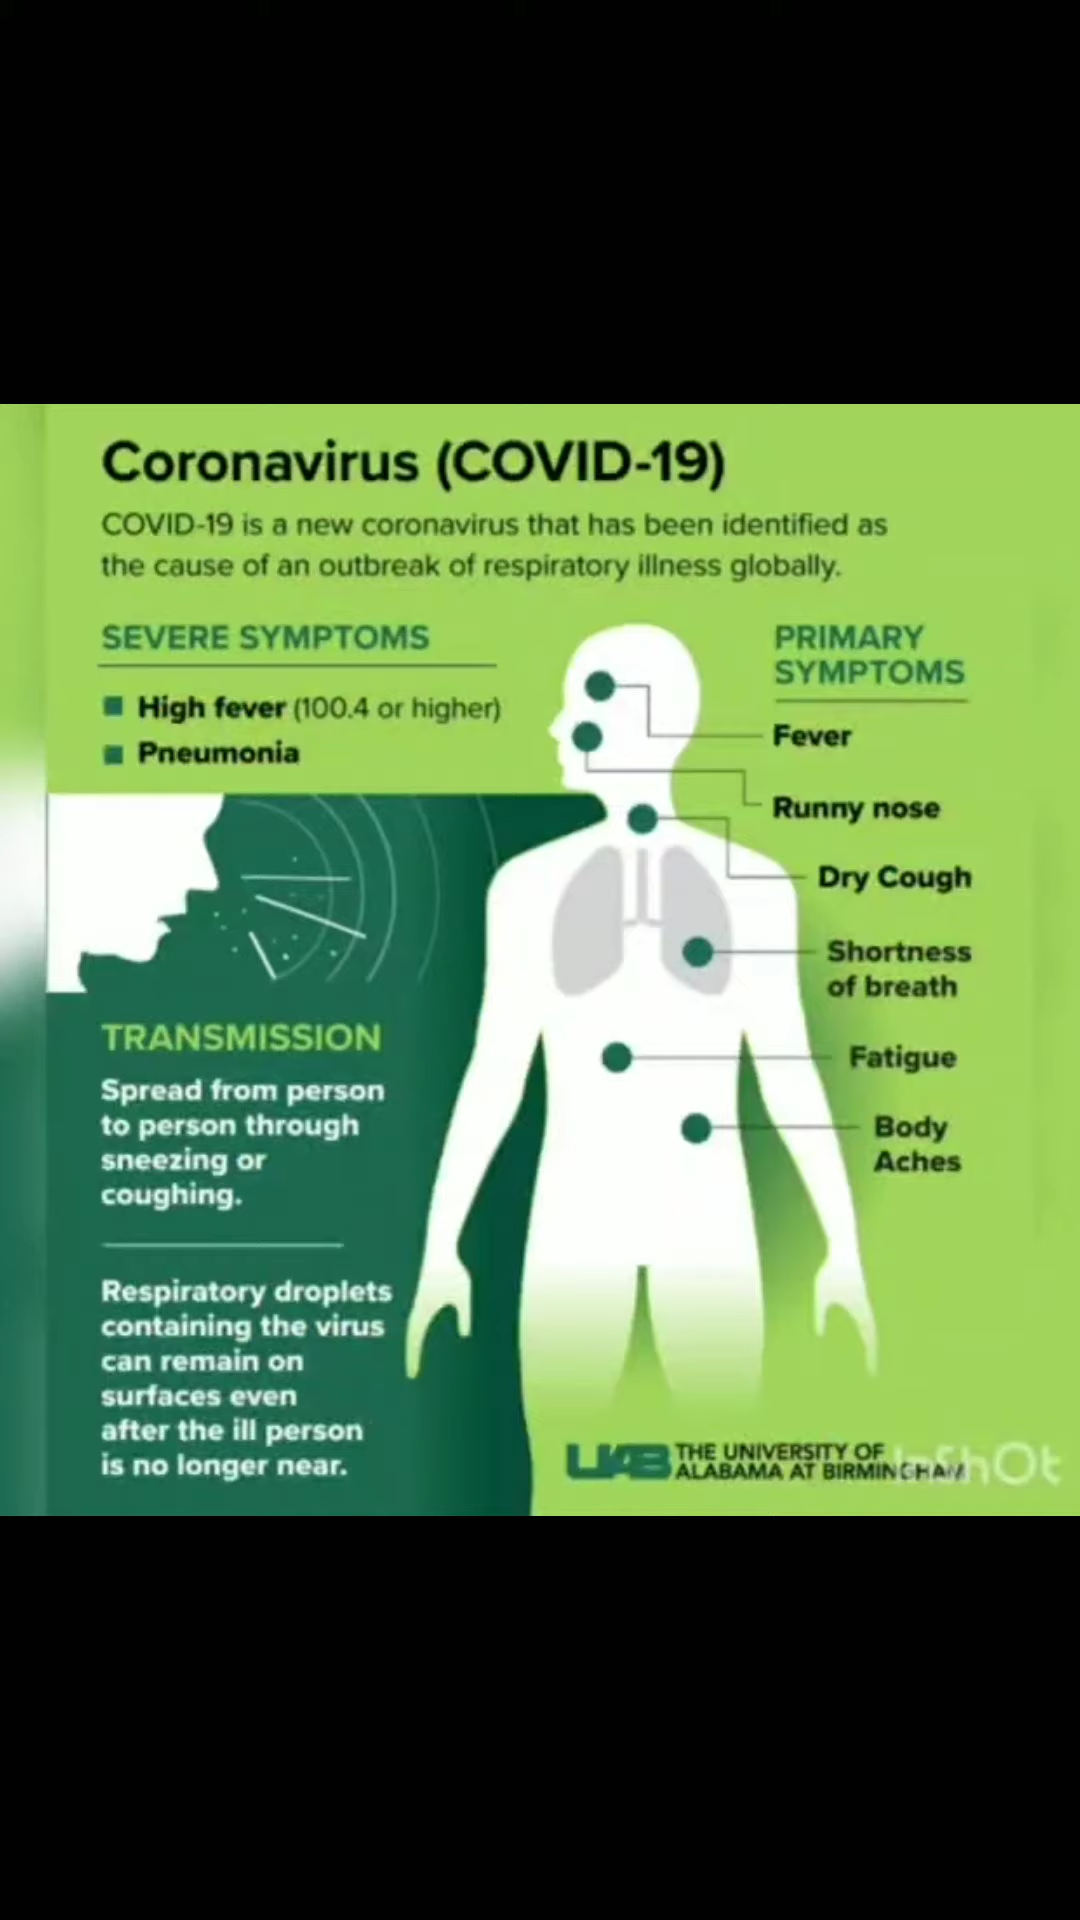 Coronavirus (COVID-19)
COVID-19 is a new coronavirus that has been identified as
the cause of an outbreak of respiratory illness globally.
SEVERE SYMPTOMS
High fever (100.4 or higher)
Pneumonia
PRIMARY
SYMPTOMS
Fever
Runny nose
Dry Cough
Shortness
of breath
Fatigue
Body
Aches
TRANSMISSION
Spread from person
to person through
sneezing or
coughing.
Respiratory droplets
containing the virus
can remain on
surfaces even
after the ill person
is no longer near.
UAB THE UNIVERSITY OF
ALABAMA AT BIRMINGHAM
InShOt